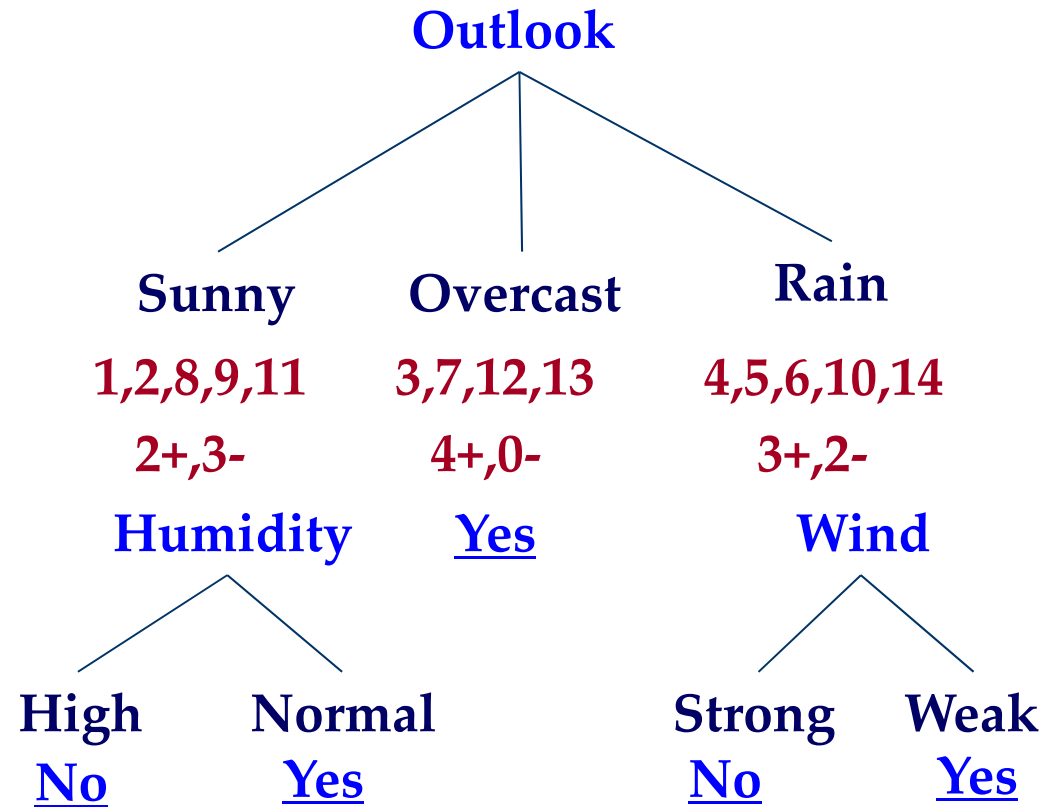 Outlook
Sunny Overcast Rain
1,2,8,9,11 3,7,12,13 4,5,6,10,14
2+,3- 4+,0- 3+,2-
Humidity Yes Wind
High Normal Strong Weak
No Yes No Yes